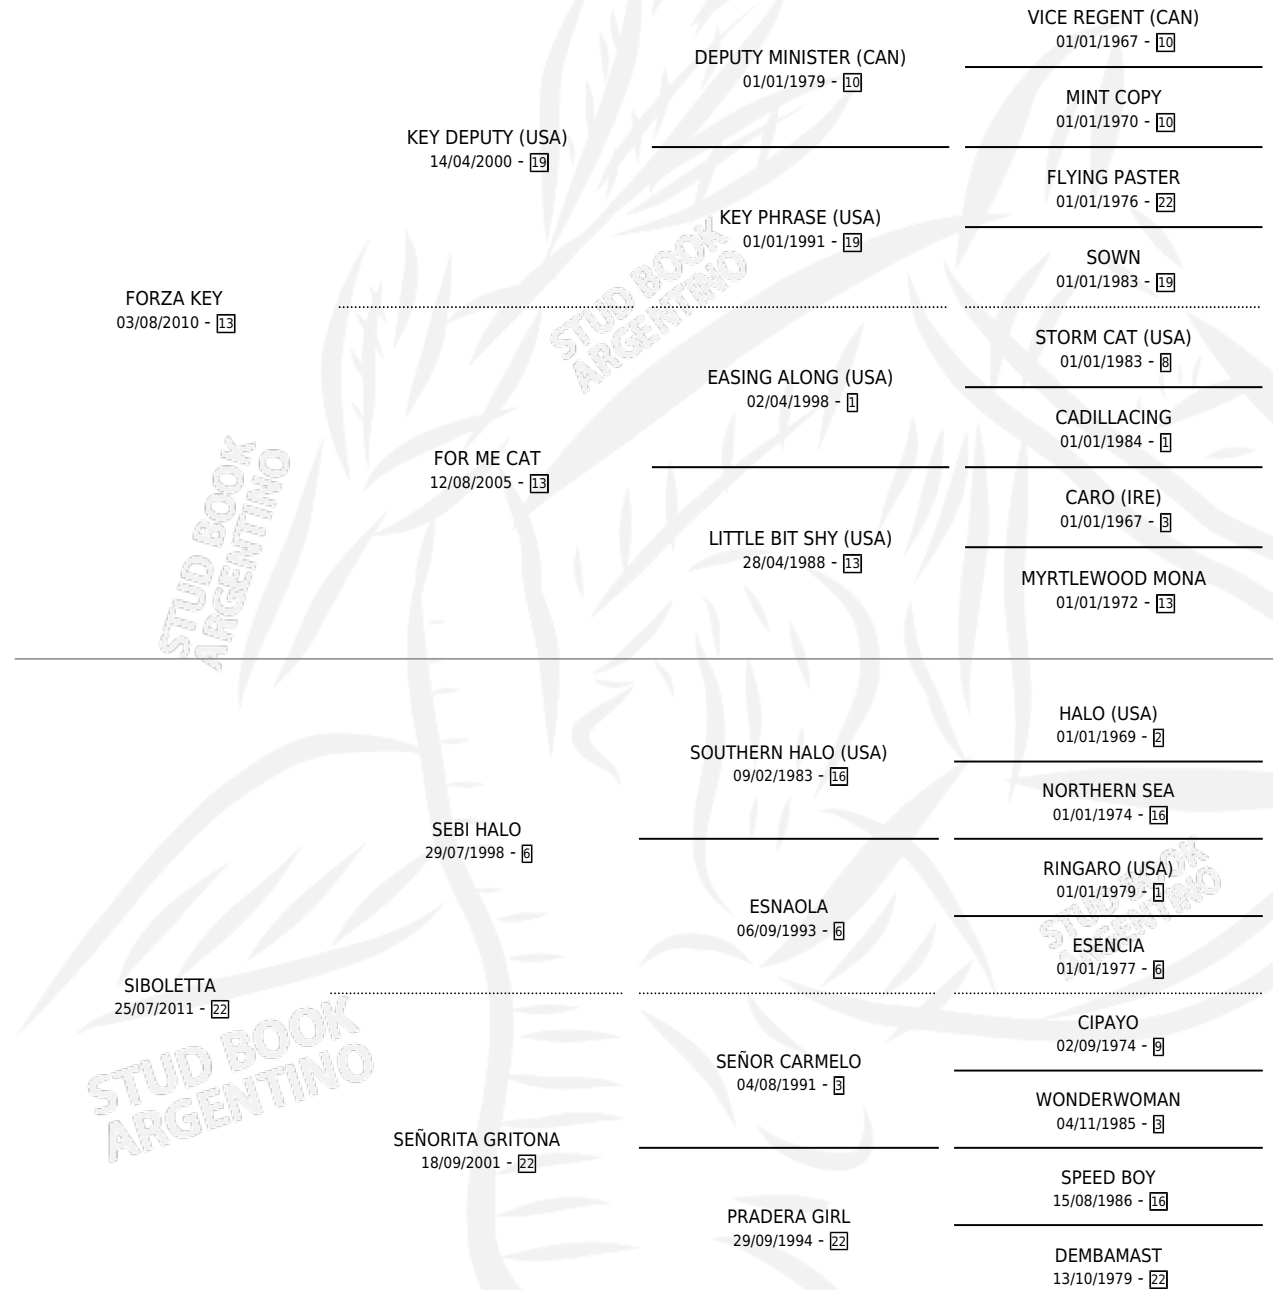 VICE REGENT (CAN)
01/01/1967 - 10
DEPUTY MINISTER (CAN)
01/01/1979 - 10
MINT COPY
01/01/1970 - 10
KEY DEPUTY (USA)
14/04/2000 - 19
FLYING PASTER
01/01/1976 - 22
KEY PHRASE (USA)
01/01/1991 - 19
SOWN
01/01/1983 - 19
FORZA KEY
03/08/2010 - 13
STORM CAT (USA)
01/01/1983 - 8
EASING ALONG (USA)
02/04/1998 - 1
CADILLACING
01/01/1984 - 1
FOR ME CAT
12/08/2005 - 13
CARO (IRE)
01/01/1967 - 3
LITTLE BIT SHY (USA)
28/04/1988 - 13
MYRTLEWOOD MONA
01/01/1972 - 13
HALO (USA)
01/01/1969 - 2
SOUTHERN HALO (USA)
09/02/1983 - 16
NORTHERN SEA
01/01/1974 - 16
SEBI HALO
29/07/1998 - 6
RINGARO (USA)
01/01/1979 - 1
ESNAOLA
06/09/1993 - 6
ESENCIA
01/01/1977 - 6
SIBOLETTA
25/07/2011 - 22
CIPAYO
02/09/1974 - 9
SEÑOR CARMELO
04/08/1991 - 3
WONDERWOMAN
04/11/1985 - 3
SEÑORITA GRITONA
18/09/2001 - 22
SPEED BOY
15/08/1986 - 16
PRADERA GIRL
29/09/1994 - 22
DEMBAMAST
13/10/1979 - 22
STUD BOOK
ARGENTINO
STUD BOOK
ARGENTINO
STUD BOOK
ARGENTINO
STUD BOOK
ARGENTINO